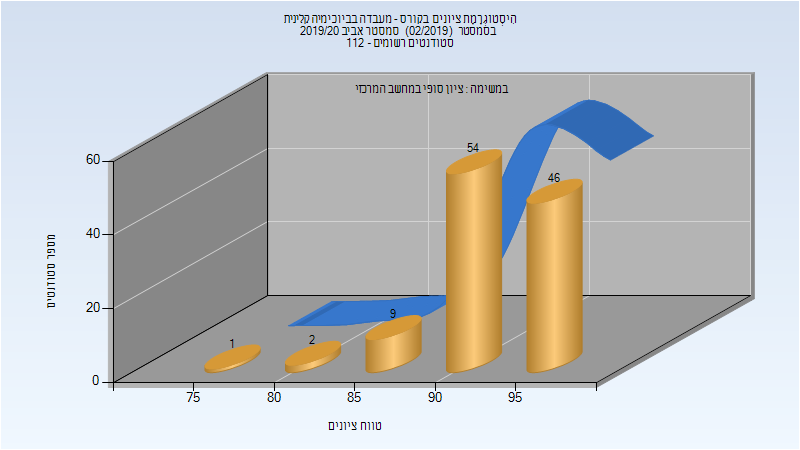 היסטוגרמת ציונים בקורס - מעבדה בביוכימיה קלינית
בסמסטר (02/2019) סמסטר אביב 2019/20
סטודנטים רשומים - 112
במשימה : ציון סופי במחשב המרכזי
54
46
9
2
1
60
40
20
0
75
80
85
90
95
מספר סטודנטים
טווח ציונים